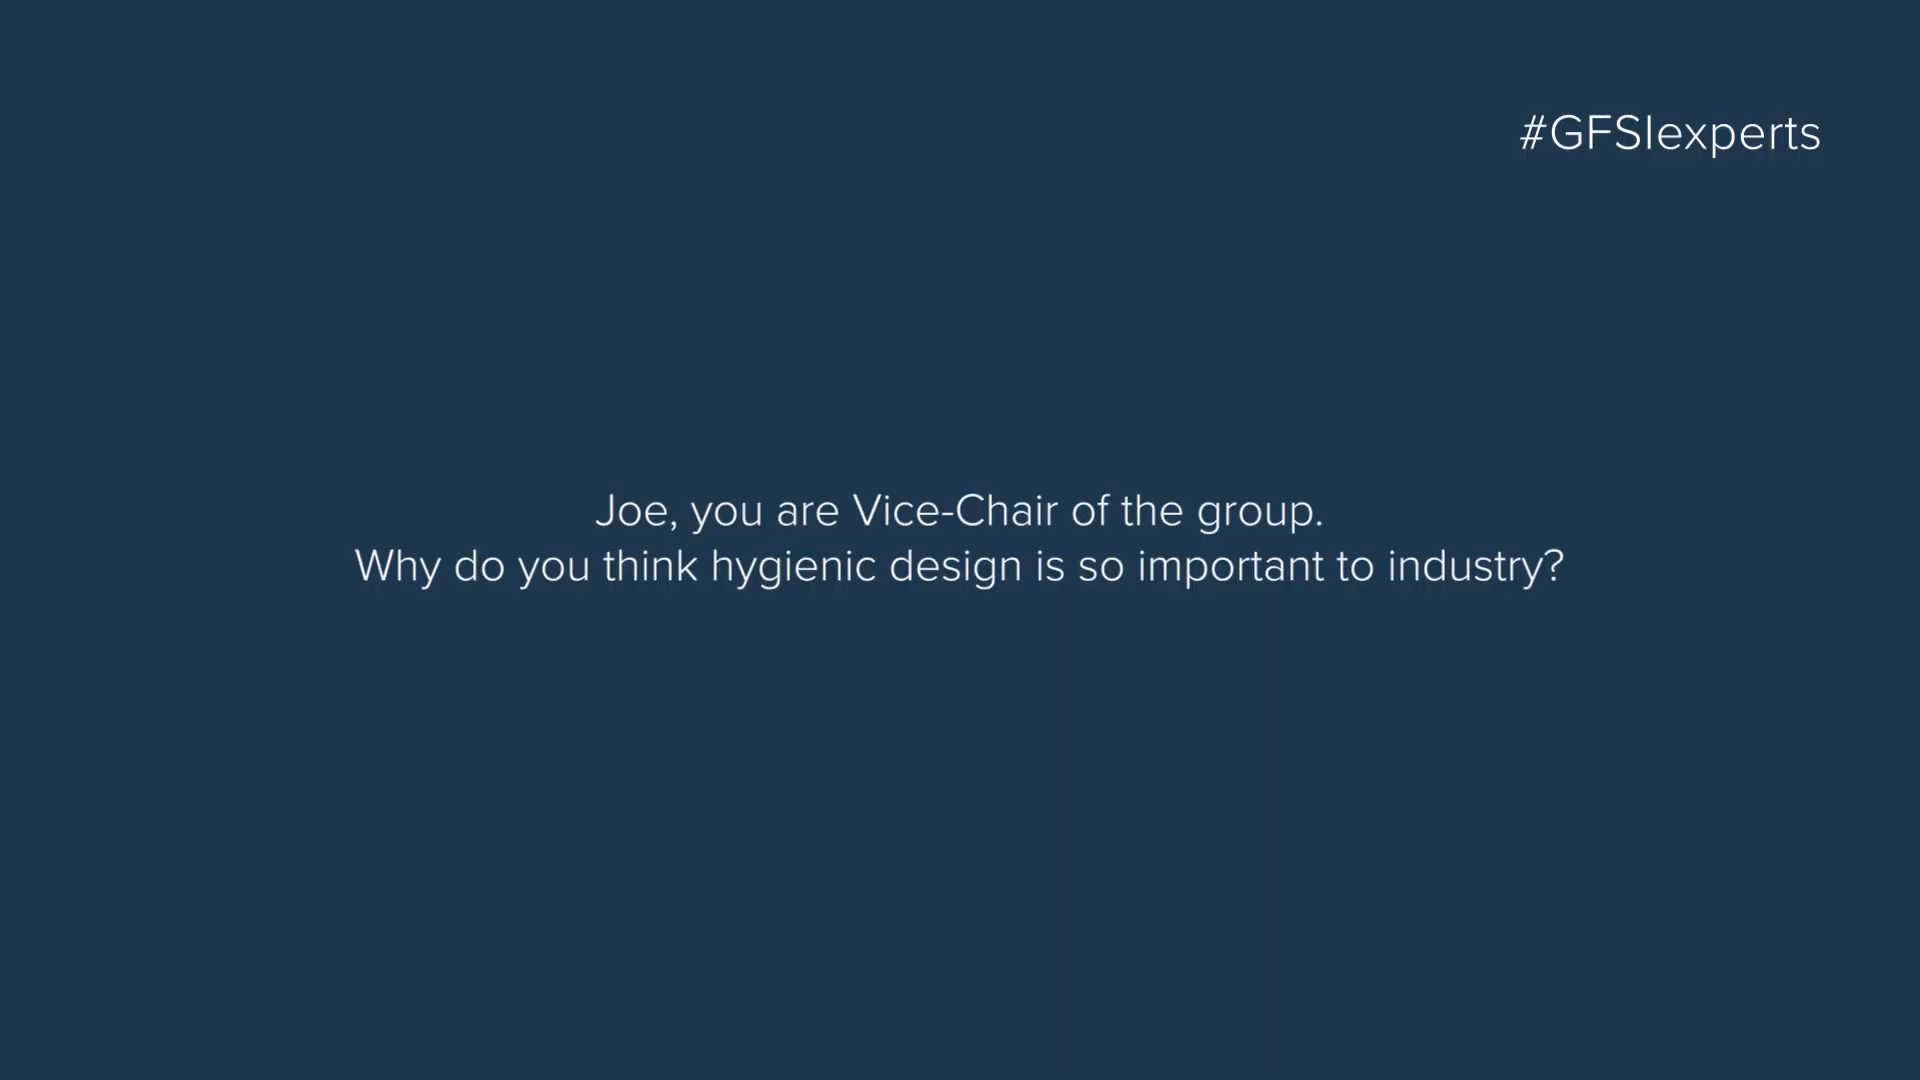 #GFSIexperts
Joe, you are Vice-Chair of the group.
Why do you think hygienic design is so important to industry?